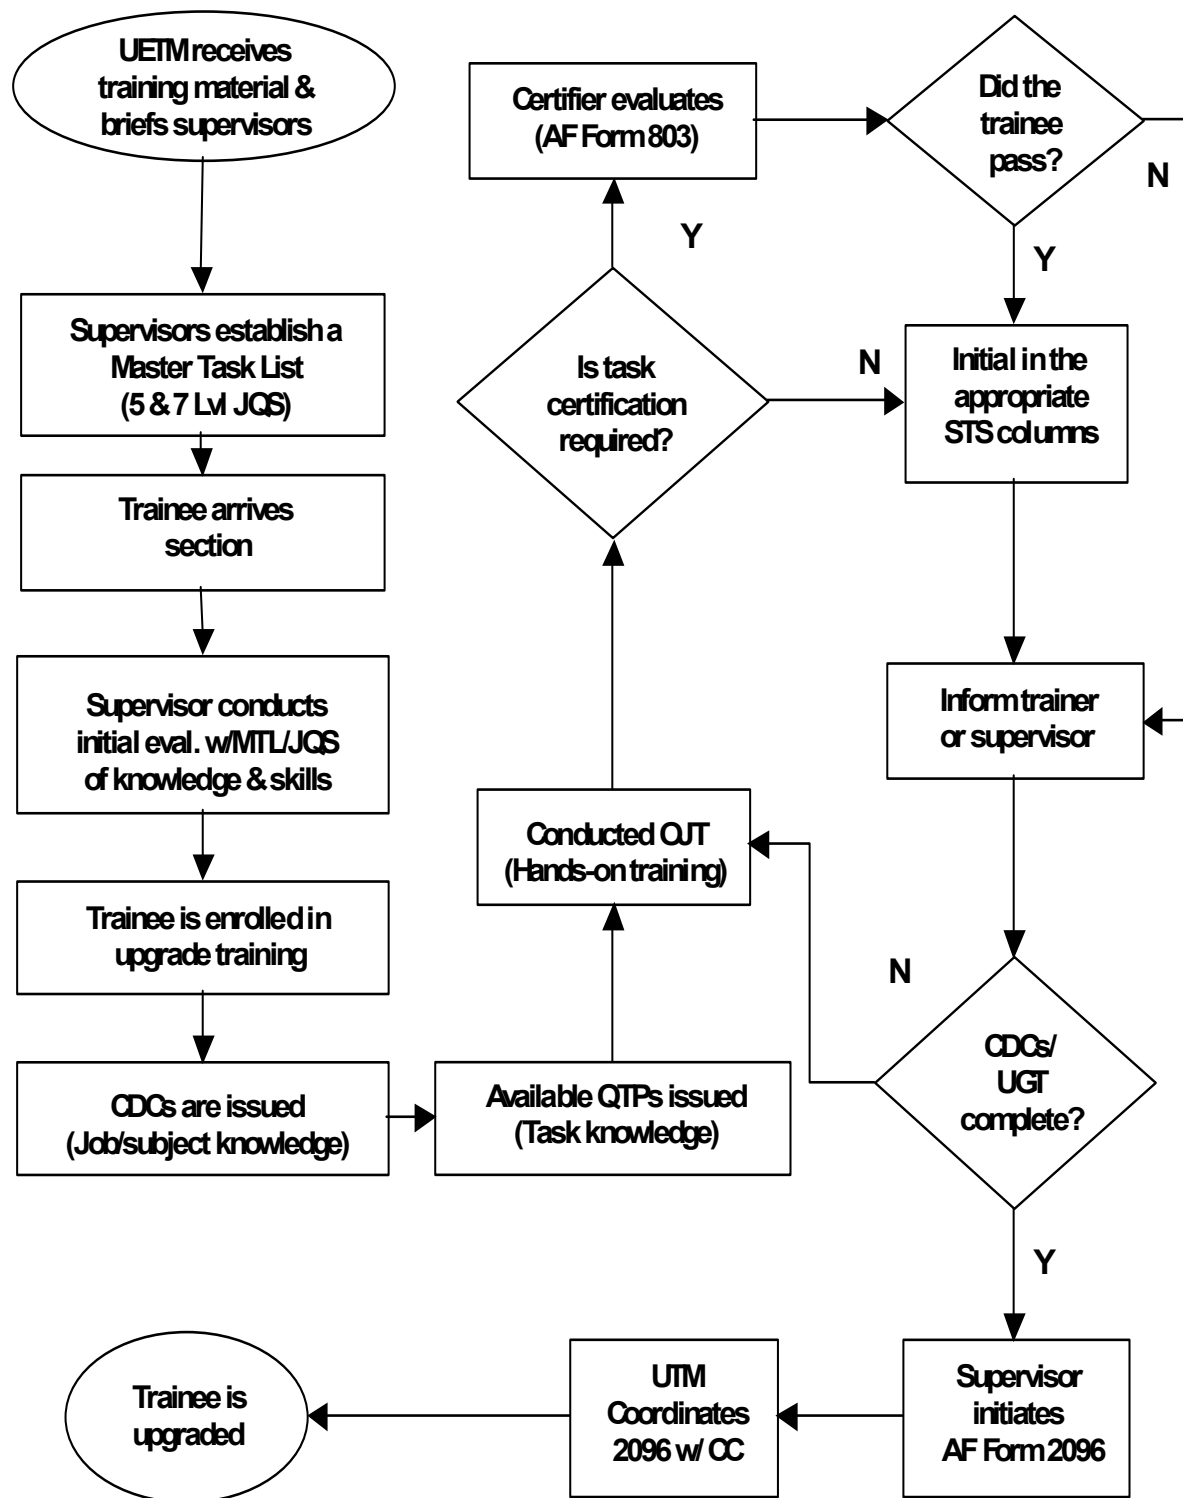 UETM receives
training material &
briefs supervisors
Supervisors establish a
Master Task List
(5 & 7 Lvl JQS)
Trainee arrives
section
Supervisor conducts
initial eval. w/MTL/JQS
of knowledge & skills
Trainee is enrolled in
upgrade training
CDCs are issued
(Job/subject knowledge)
Available QTPs issued
(Task knowledge)
Conducted OJT
(Hands-on training)
Is task
certification
required?
Y
N
Certifier evaluates
(AF Form 803)
Did the
trainee
pass?
N
Y
Initial in the
appropriate
STS columns
Inform trainer
or supervisor
CDCs/
UGT
complete?
N
Y
Supervisor
initiates
AF Form 2096
UTM
Coordinates
2096 w/ CC
Trainee is
upgraded